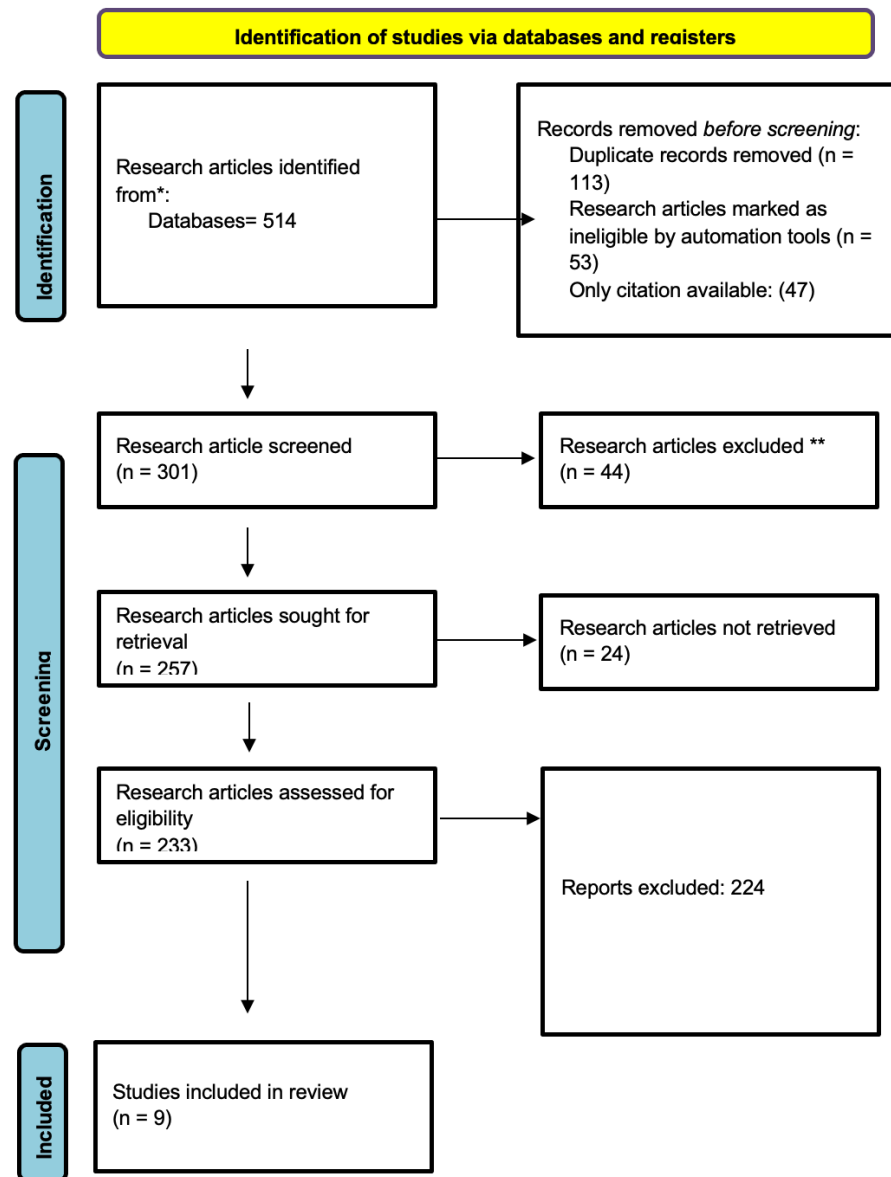 Identification of studies via databases and registers
Identification
Research articles identified
from*:
Databases= 514
Records removed before screening:
Duplicate records removed (n =
113)
Research articles marked as
ineligible by automation tools (n =
53)
Only citation available: (47)
Screening
Research article screened
(n = 301)
Research articles excluded **
(n = 44)
Research articles sought for
retrieval
(n = 257)
Research articles not retrieved
(n = 24)
Research articles assessed for
eligibility
(n = 233)
Reports excluded: 224
Included
Studies included in review
(n = 9)